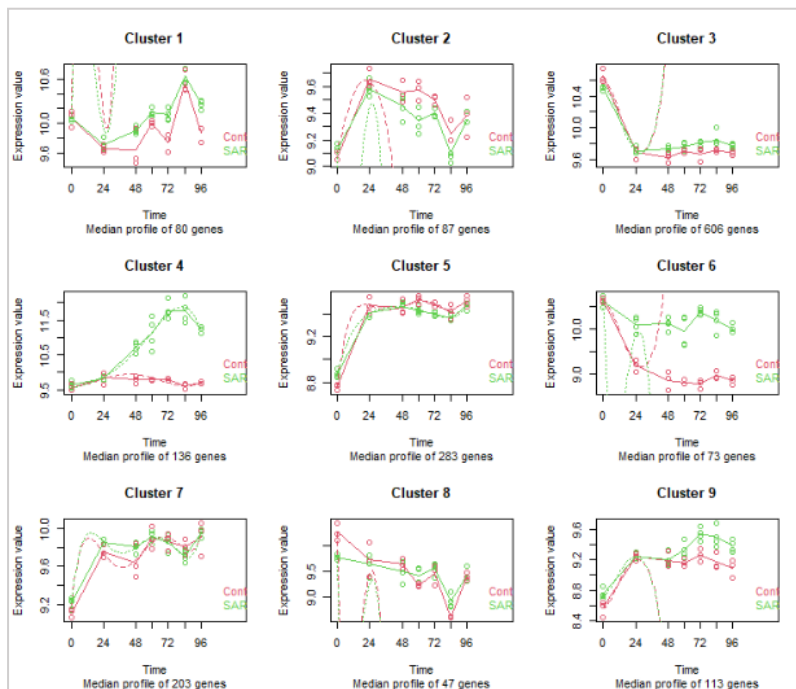 Cluster 1
Expression value
10.6
10.0
9.6
Cont
SAR
0 24 48 72 96
Time
Median profile of 80 genes
Cluster 2
Expression value
9.6
9.4
9.2
9.0
Cont
SAR
0 24 48 72 96
Time
Median profile of 87 genes
Cluster 3
Expression value
10.4
10.0
9.6
Cont
SAR
0 24 48 72 96
Time
Median profile of 606 genes
Cluster 4
Expression value
11.5
10.5
9.5
Cont
SAR
0 24 48 72 96
Time
Median profile of 136 genes
Cluster 5
Expression value
9.2
8.8
Cont
SAR
0 24 48 72 96
Time
Median profile of 283 genes
Cluster 6
Expression value
10.0
9.0
Cont
SAR
0 24 48 72 96
Time
Median profile of 73 genes
Cluster 7
Expression value
10.0
9.6
9.2
Cont
SAR
0 24 48 72 96
Time
Median profile of 203 genes
Cluster 8
Expression value
9.5
9.0
Cont
SAR
0 24 48 72 96
Time
Median profile of 47 genes
Cluster 9
Expression value
9.6
9.2
8.8
8.4
Cont
SAR
0 24 48 72 96
Time
Median profile of 113 genes